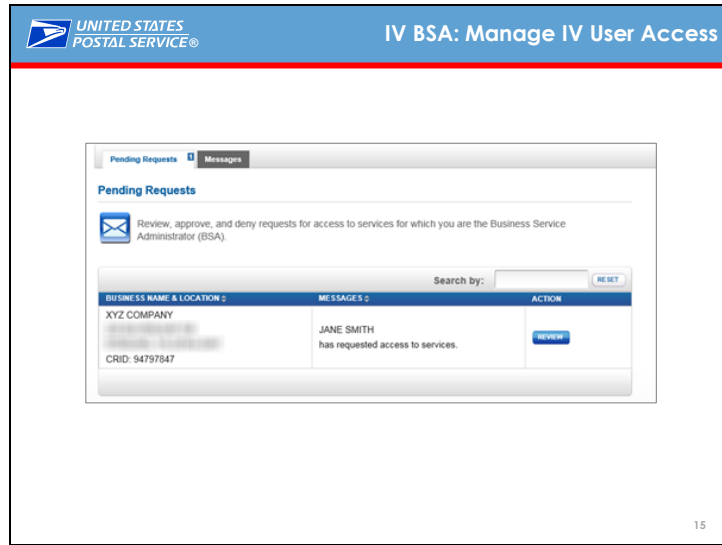 UNITED STATES
POSTAL SERVICE®
IV BSA: Manage IV User Access
Pending Requests 1 Messages
Pending Requests
Review, approve, and deny requests for access to services for which you are the Business Service
Administrator (BSA).
Search by: RESET
BUSINESS NAME & LOCATION MESSAGES ACTION
XYZ COMPANY
JANE SMITH
has requested access to services.
REVIEW
CRID: 94797847
15